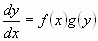 dy/dx = f(x)g(y)